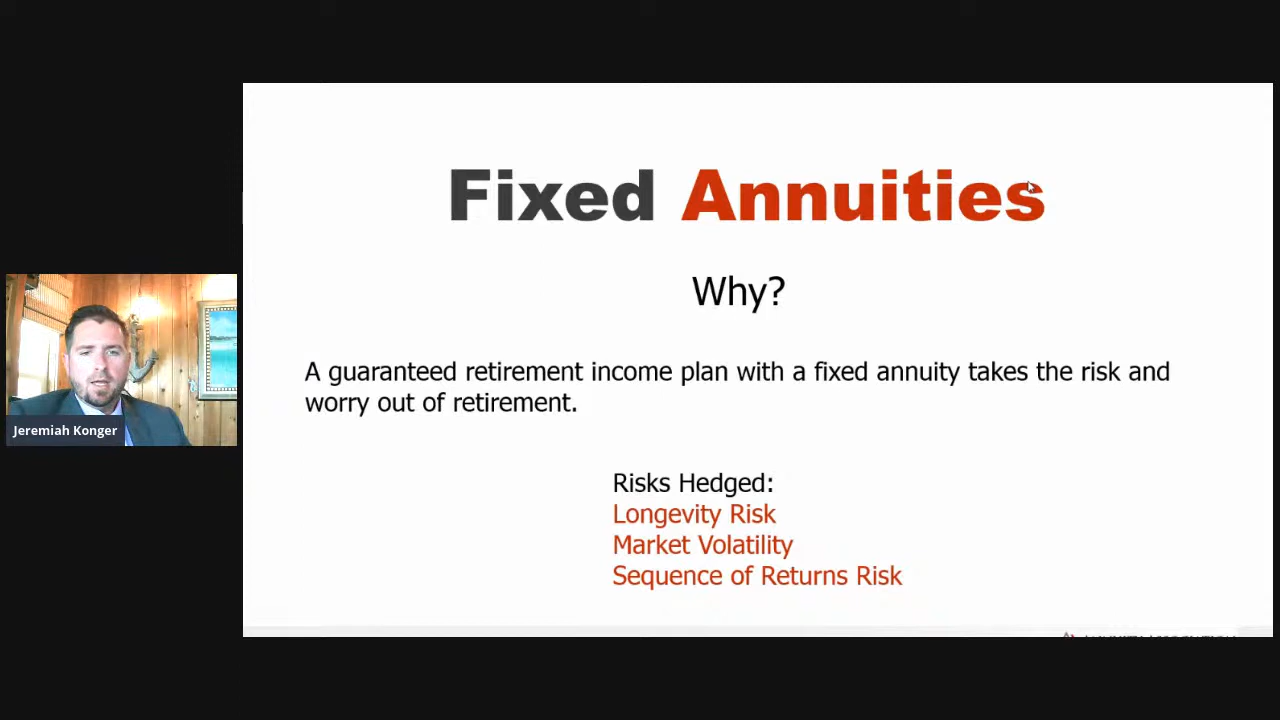 Fixed Annuities
Why?
A guaranteed retirement income plan with a fixed annuity takes the risk and
worry out of retirement.
Jeremiah Konger
Risks Hedged:
Longevity Risk
Market Volatility
Sequence of Returns Risk